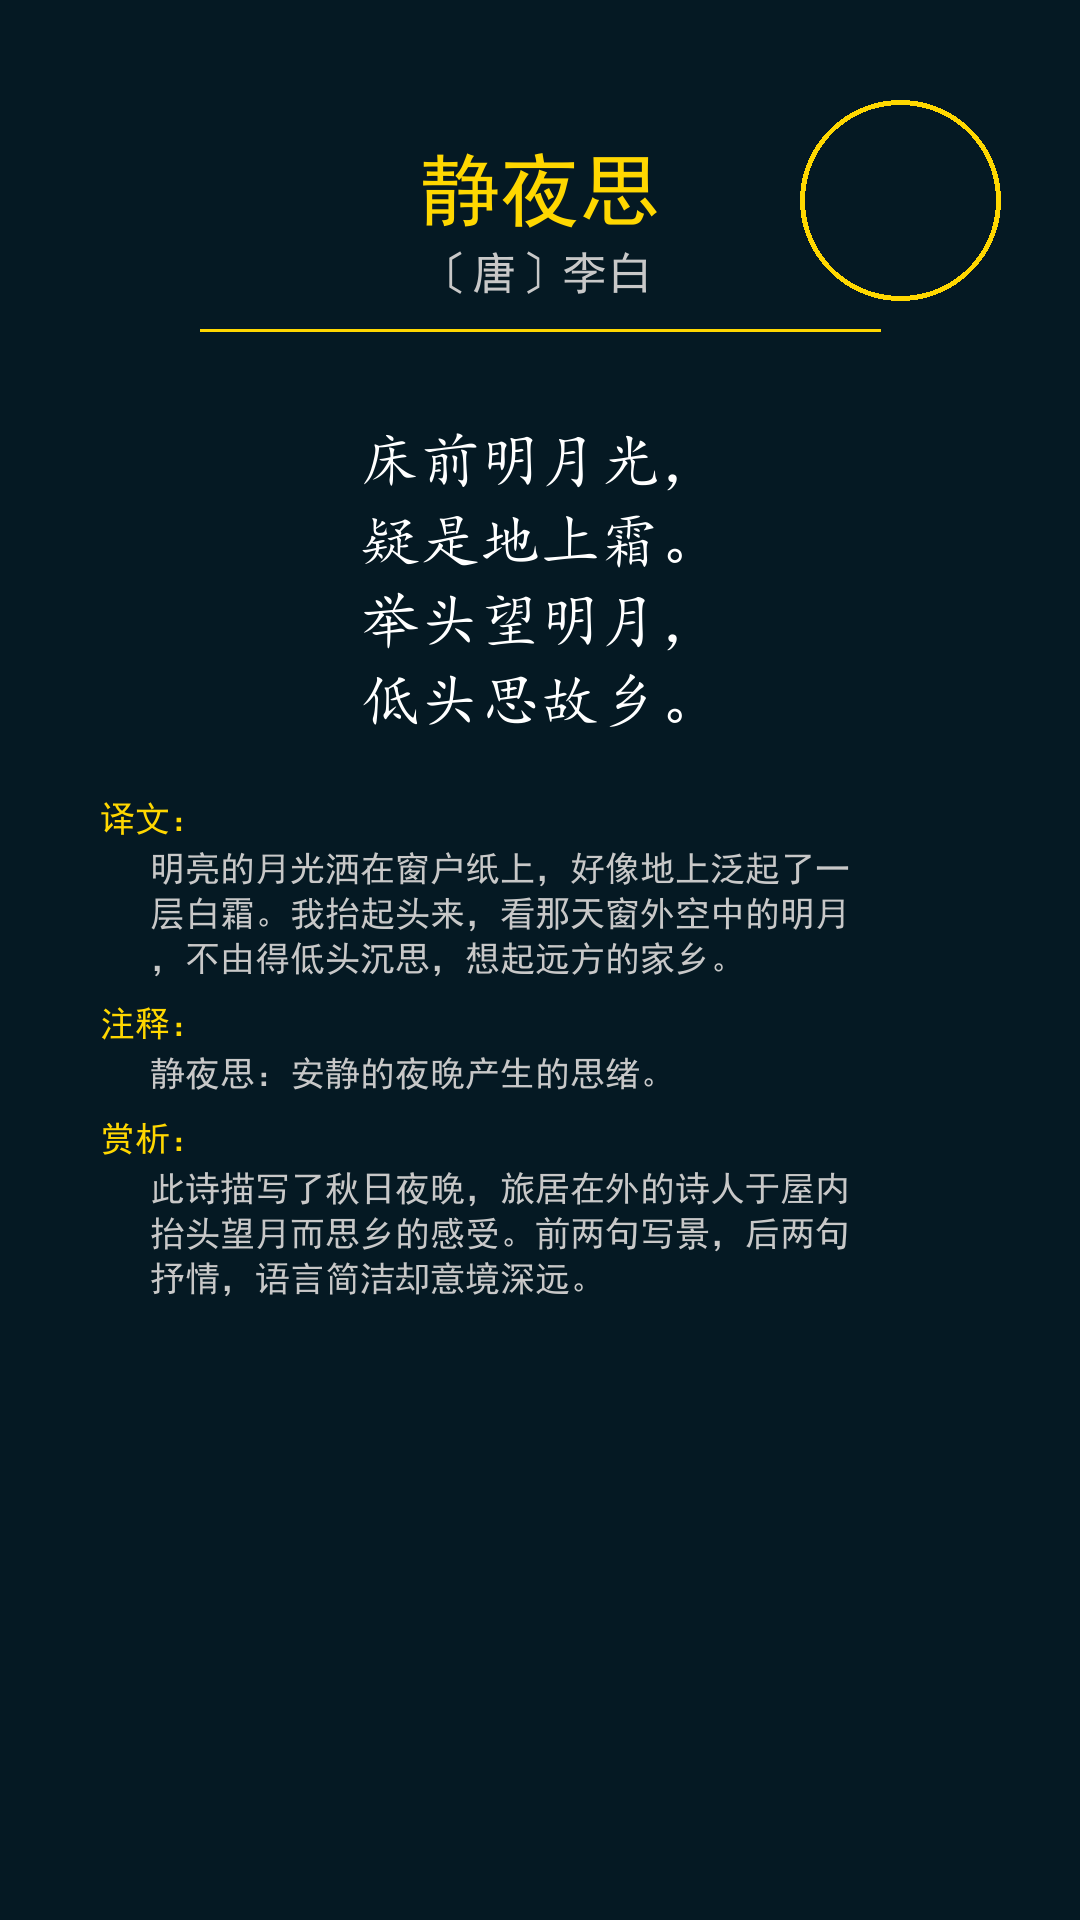 静夜思
〔唐〕李白
床前明月光，
疑是地上霜。
举头望明月，
低头思故乡。
译文：
明亮的月光洒在窗户纸上，好像地上泛起了一
层白霜。我抬起头来，看那天窗外空中的明月
，不由得低头沉思，想起远方的家乡。
注释：
静夜思：安静的夜晚产生的思绪。
赏析：
此诗描写了秋日夜晚，旅居在外的诗人于屋内
抬头望月而思乡的感受。前两句写景，后两句
抒情，语言简洁却意境深远。